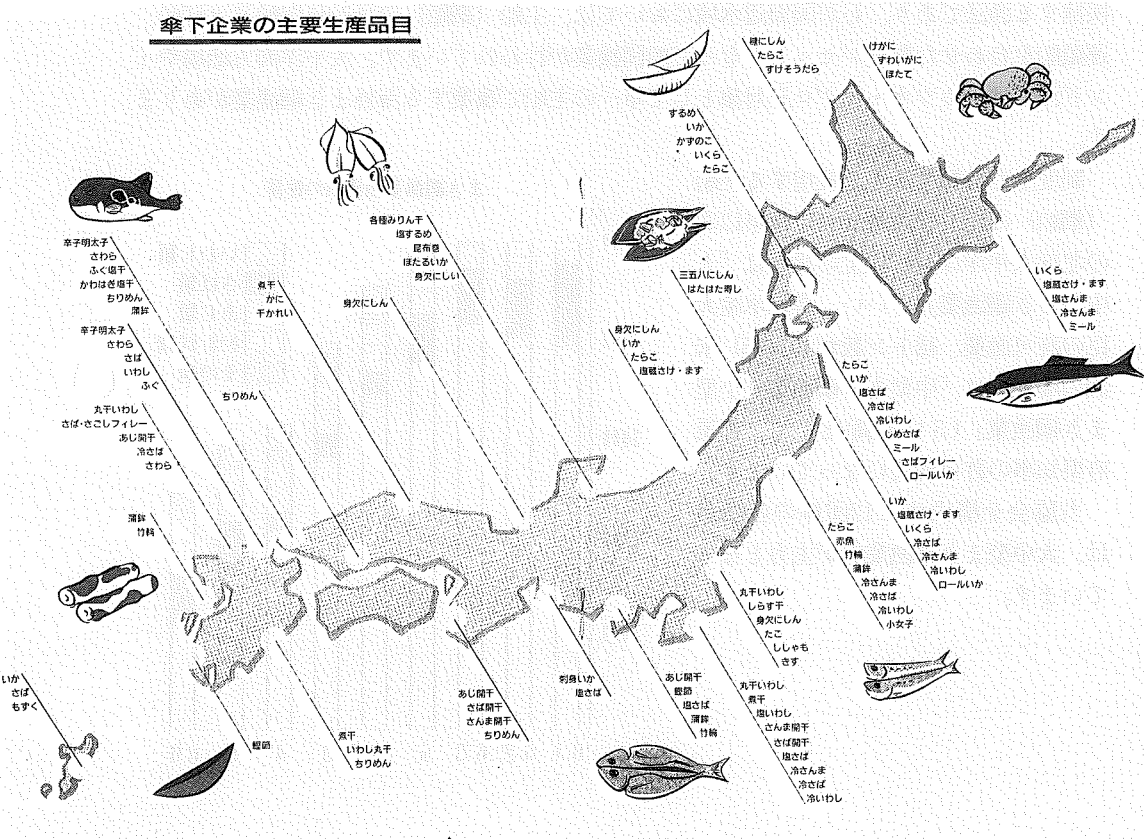 傘下企業の主要生産品目
糠にしん
たらこ
すけそうだら
けがに
ずわいがに
ほたて
するめ
いか
かずのこ
いくら
たらこ
各種みりん干
塩するめ
昆布巻
ほたるいか
身欠にしい
辛子明太子
さわら
ふぐ塩干
かわはぎ塩干
ちりめん
蒲鉾
煮干
かに
干かれい
身欠にしん
三五八にしん
はたはた寿し
いくら
塩蔵さけ・ます
塩さんま
冷さんま
ミール
辛子明太子
さわら
さば
いわし
ふぐ
身欠にしん
いか
たらこ
塩蔵さけ・ます
たらこ
いか
塩さば
冷さば
冷いわし
しめさば
ミール
さばフィレー
ロールいか
ちりめん
丸干いわし
さば・さごしフィレー
あじ開干
冷さば
さわら
いか
塩蔵さけ・ます
いくら
冷さば
冷さんま
冷いわし
ロールいか
蒲鉾
竹輪
たらこ
赤魚
竹輪
蒲鉾
冷さんま
冷さば
冷いわし
小女子
丸干いわし
しらす干
身欠にしん
たこ
ししゃも
きす
いか
さば
もずく
鰹節
煮干
いわし丸干
ちりめん
あじ開干
さば開干
さんま開干
ちりめん
刺身いか
塩さば
あじ開干
鰹節
塩さば
蒲鉾
竹輪
丸干いわし
煮干
塩いわし
さんま開干
さば開干
塩さば
冷さんま
冷さば
冷いわし